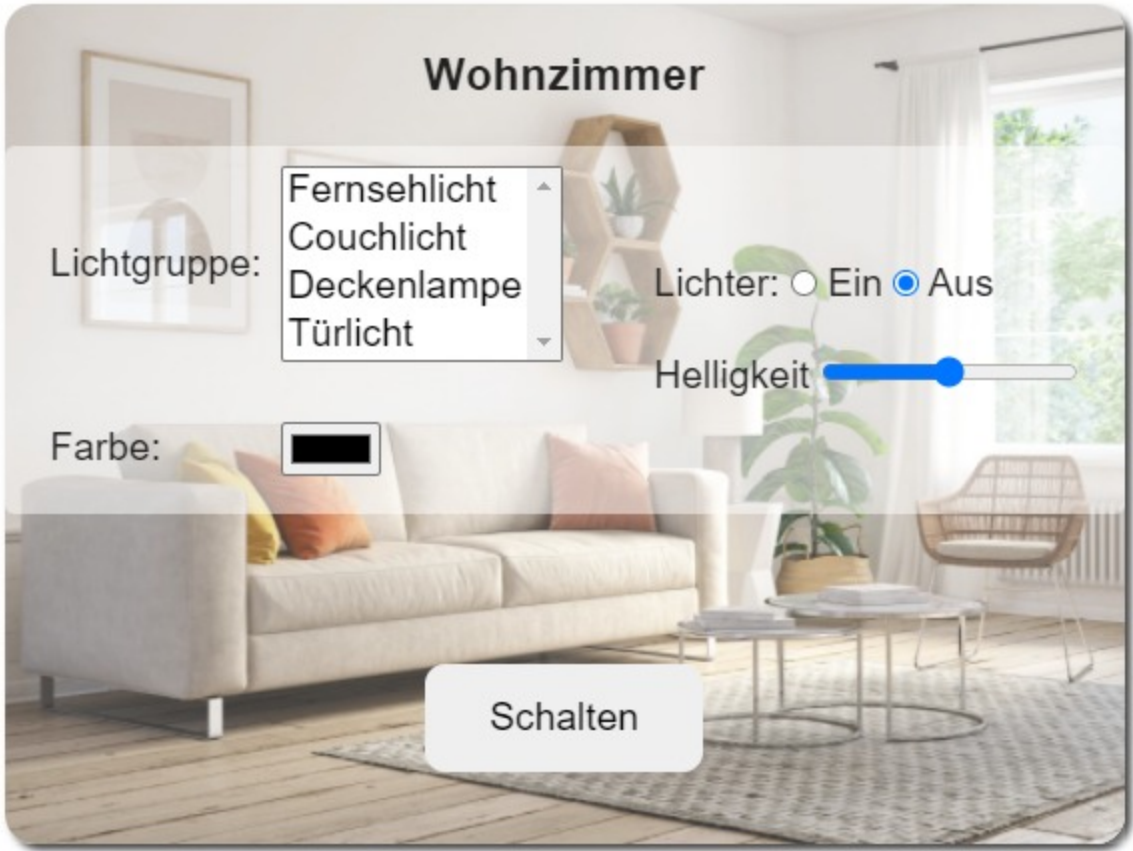 Wohnzimmer
Lichtgruppe:
Fernsehlicht
Couchlicht
Deckenlampe
Türlicht
Farbe:
Lichter: Ein Aus
Helligkeit
Schalten